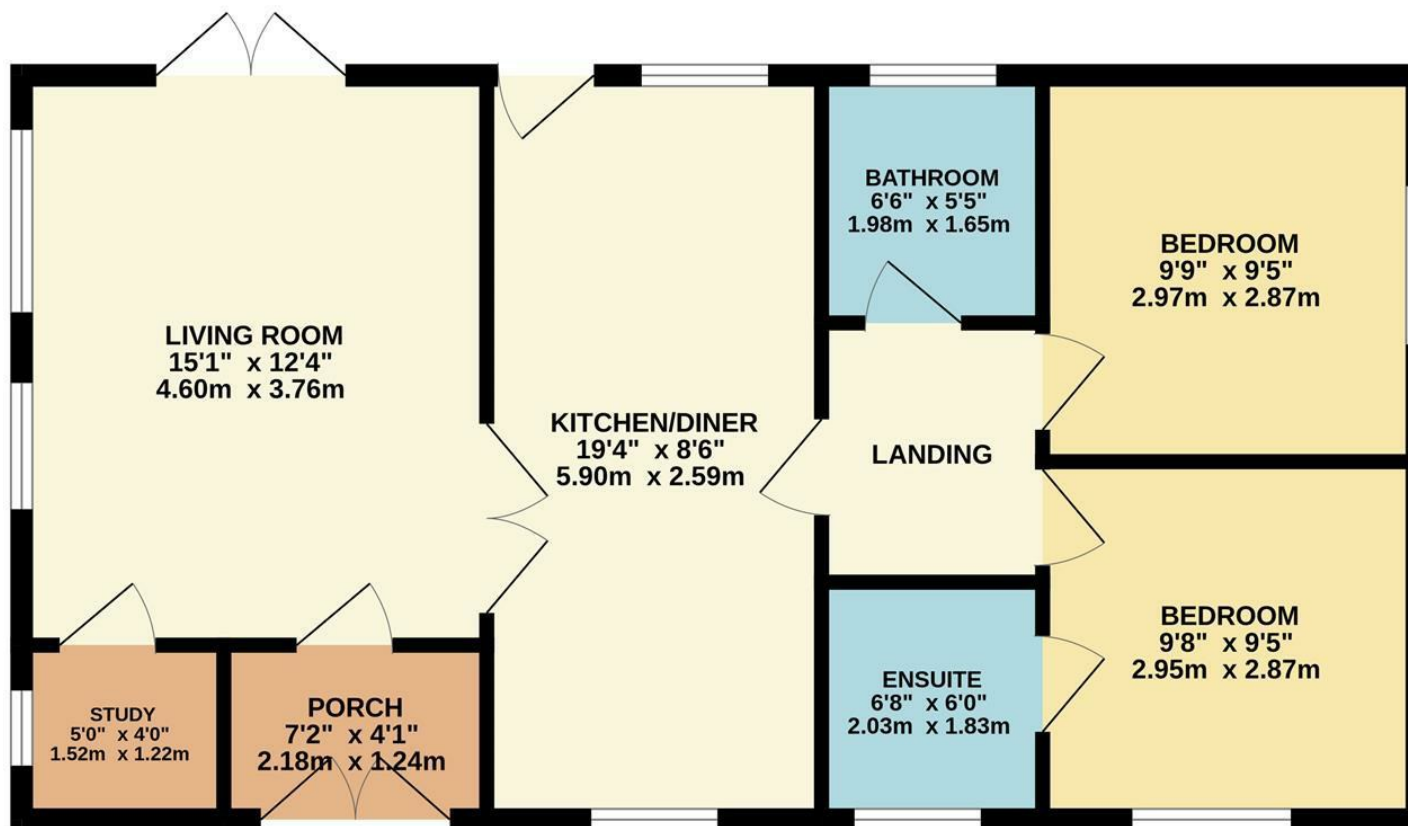 LIVING ROOM
15'1" x 12'4"
4.60m x 3.76m
KITCHEN/DINER
19'4" x 8'6"
5.90m x 2.59m
BATHROOM
6'6" x 5'5"
1.98m x 1.65m
BEDROOM
9'9" x 9'5"
2.97m x 2.87m
LANDING
STUDY
5'0" x 4'0"
1.52m x 1.22m
PORCH
7'2" x 4'1"
2.18m x 1.24m
ENSUITE
6'8" x 6'0"
2.03m x 1.83m
BEDROOM
9'8" x 9'5"
2.95m x 2.87m